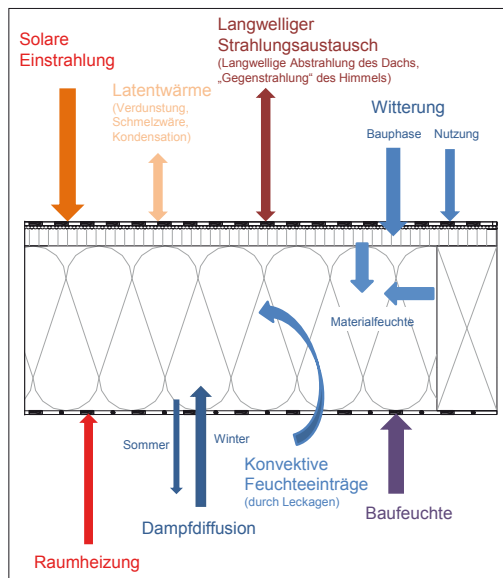 Solare
Einstrahlung
Latentwärme
(Verdunstung,
Schmelzwäre,
Kondensation)
Langwelliger
Strahlungsaustausch
(Langwellige Abstrahlung des Dachs,
„Gegenstrahlung“ des Himmels)
Witterung
Bauphase
Nutzung
Materialfeuchte
Sommer
Winter
Dampfdiffusion
Konvektive
Feuchteeinträge
(durch Leckagen)
Baufeuchte
Raumheizung